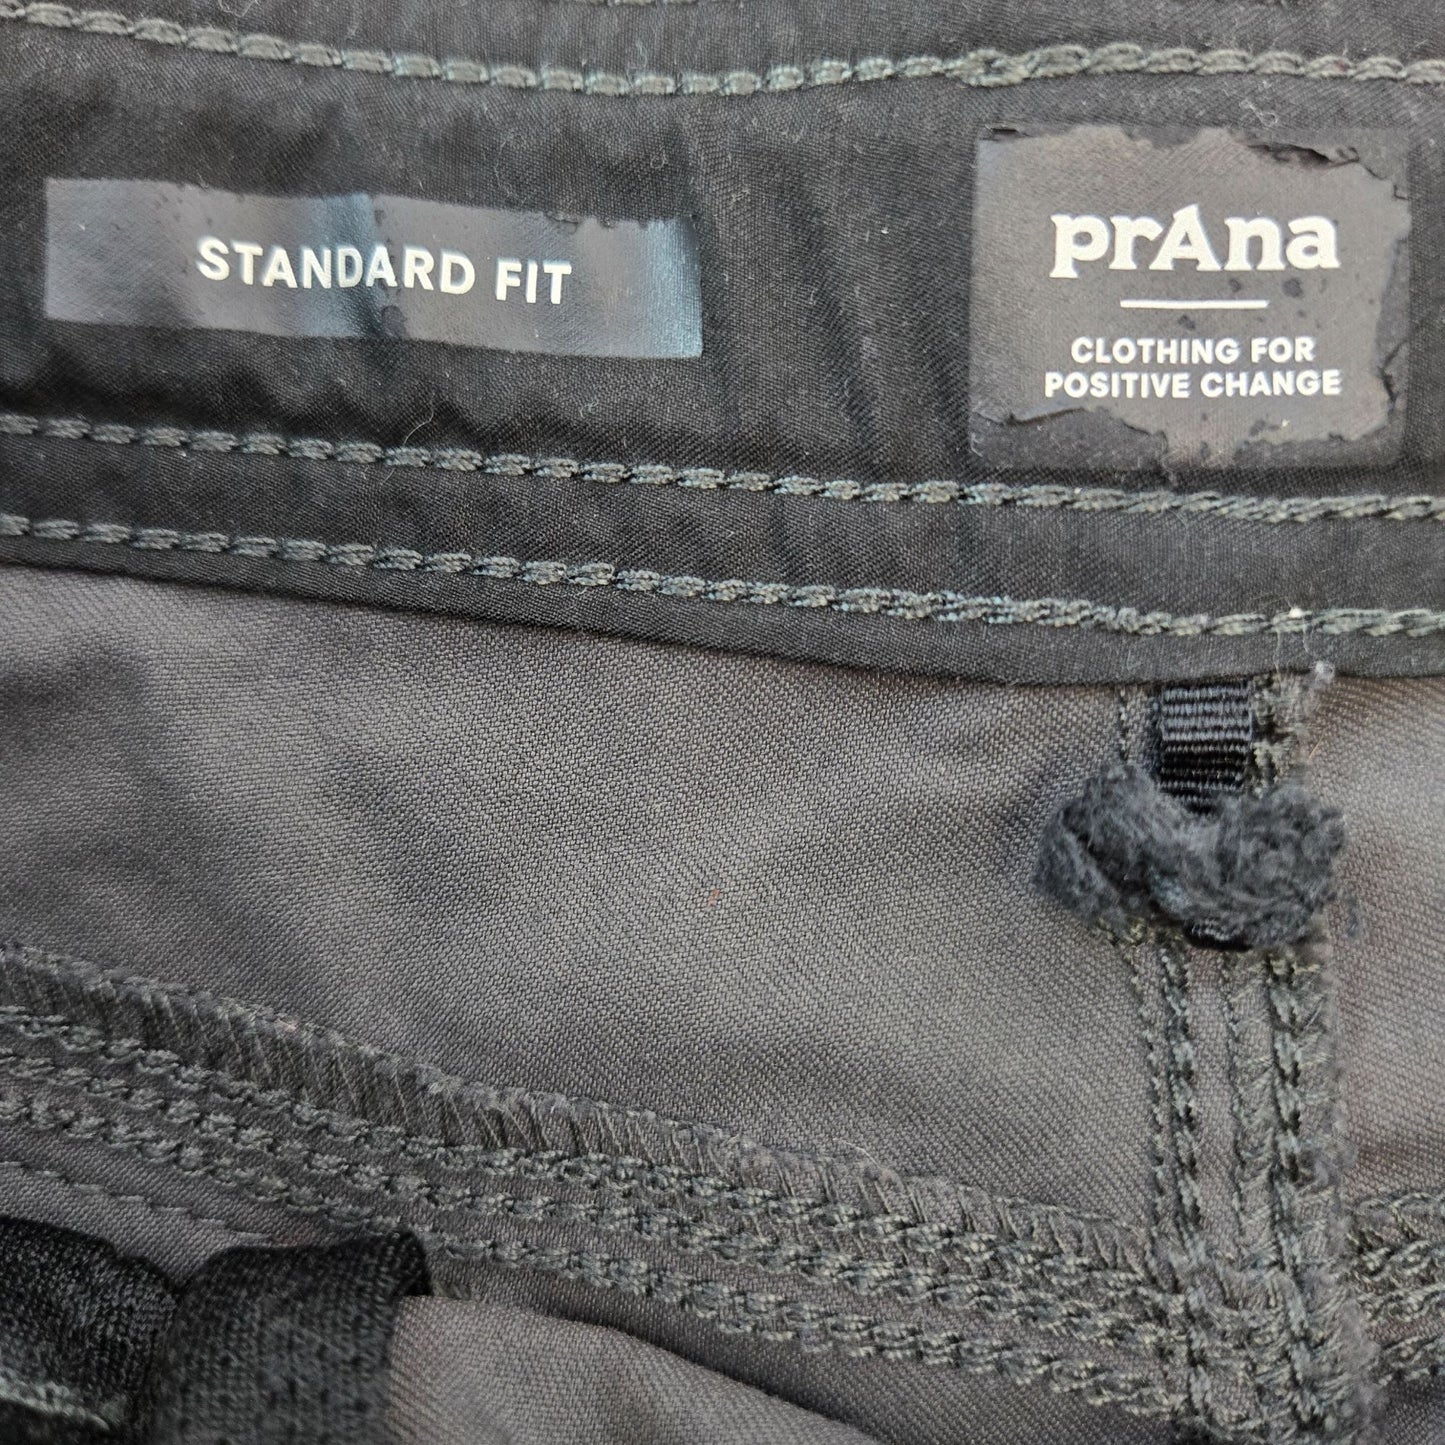 STANDARD FIT
prAna
CLOTHING FOR
POSITIVE CHANGE